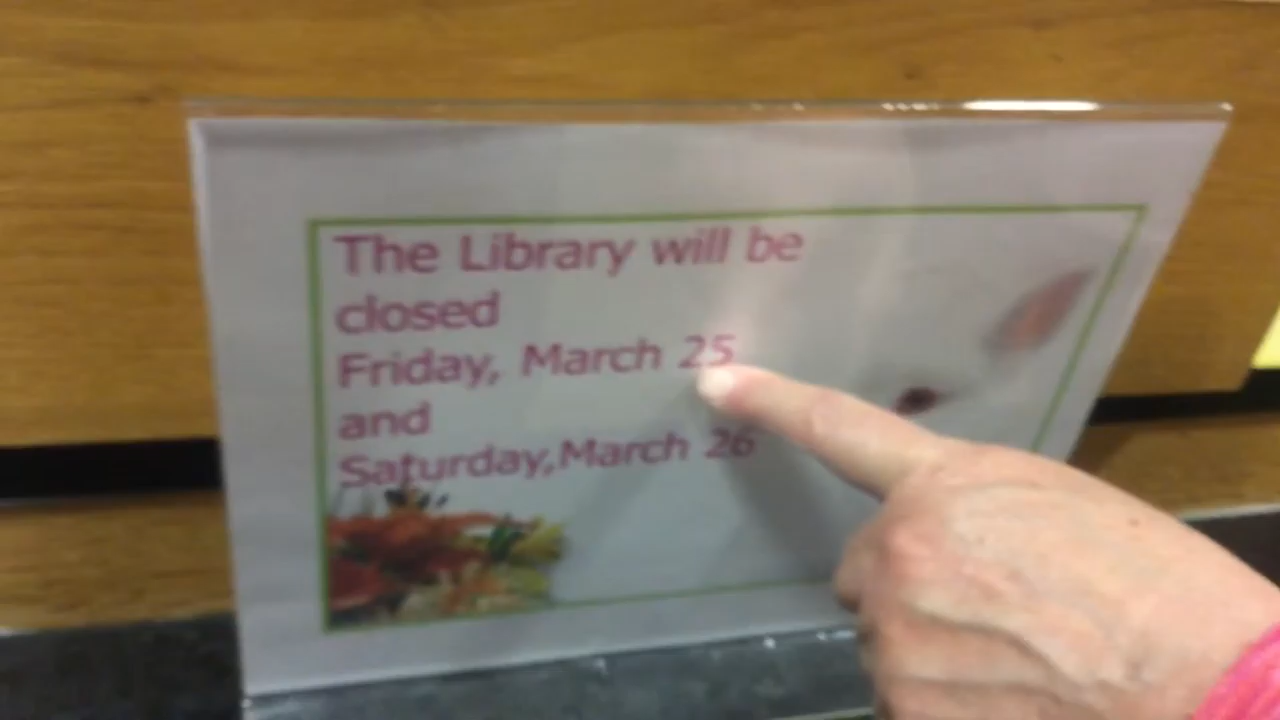 The Library will be
closed
Friday, March 25
and
Saturday,March 26